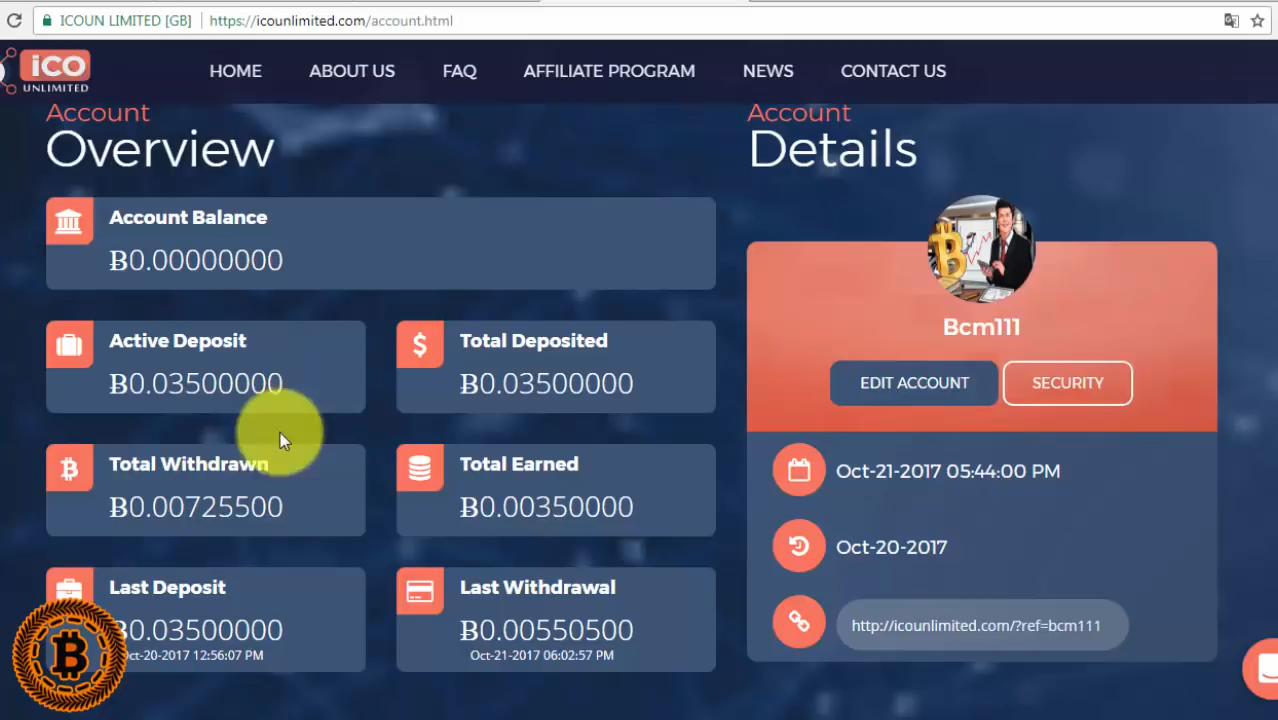 ICOUN LIMITED [GB] https://icounlimited.com/account.html
iCO
UNLIMITED
HOME ABOUT US FAQ AFFILIATE PROGRAM NEWS CONTACT US
Account
Overview
Account Balance
Ƀ0.00000000
Active Deposit
Ƀ0.03500000
Total Deposited
Ƀ0.03500000
Total Withdrawn
Ƀ0.00725500
Total Earned
Ƀ0.00350000
Last Deposit
Ƀ0.03500000
Oct-20-2017 12:56:07 PM
Last Withdrawal
Ƀ0.00550500
Oct-21-2017 06:02:57 PM
Account
Details
Bcm111
EDIT ACCOUNT SECURITY
Oct-21-2017 05:44:00 PM
Oct-20-2017
http://icounlimited.com/?ref=bcm111